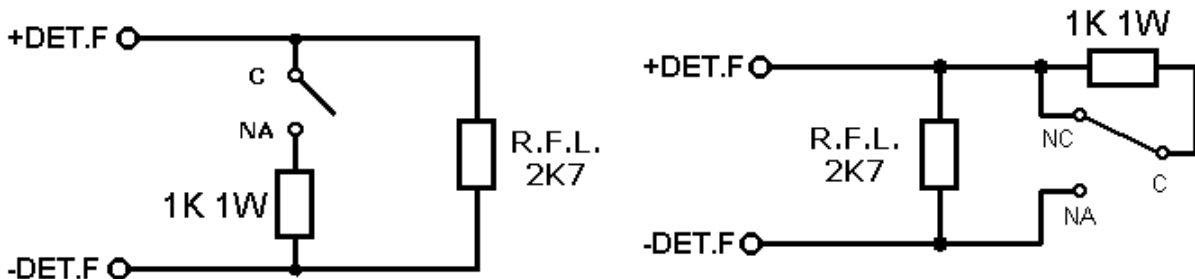 +DET.F
C
NA
1K 1W
R.F.L.
2K7
-DET.F
1K 1W
+DET.F
R.F.L.
2K7
NC
C
NA
-DET.F